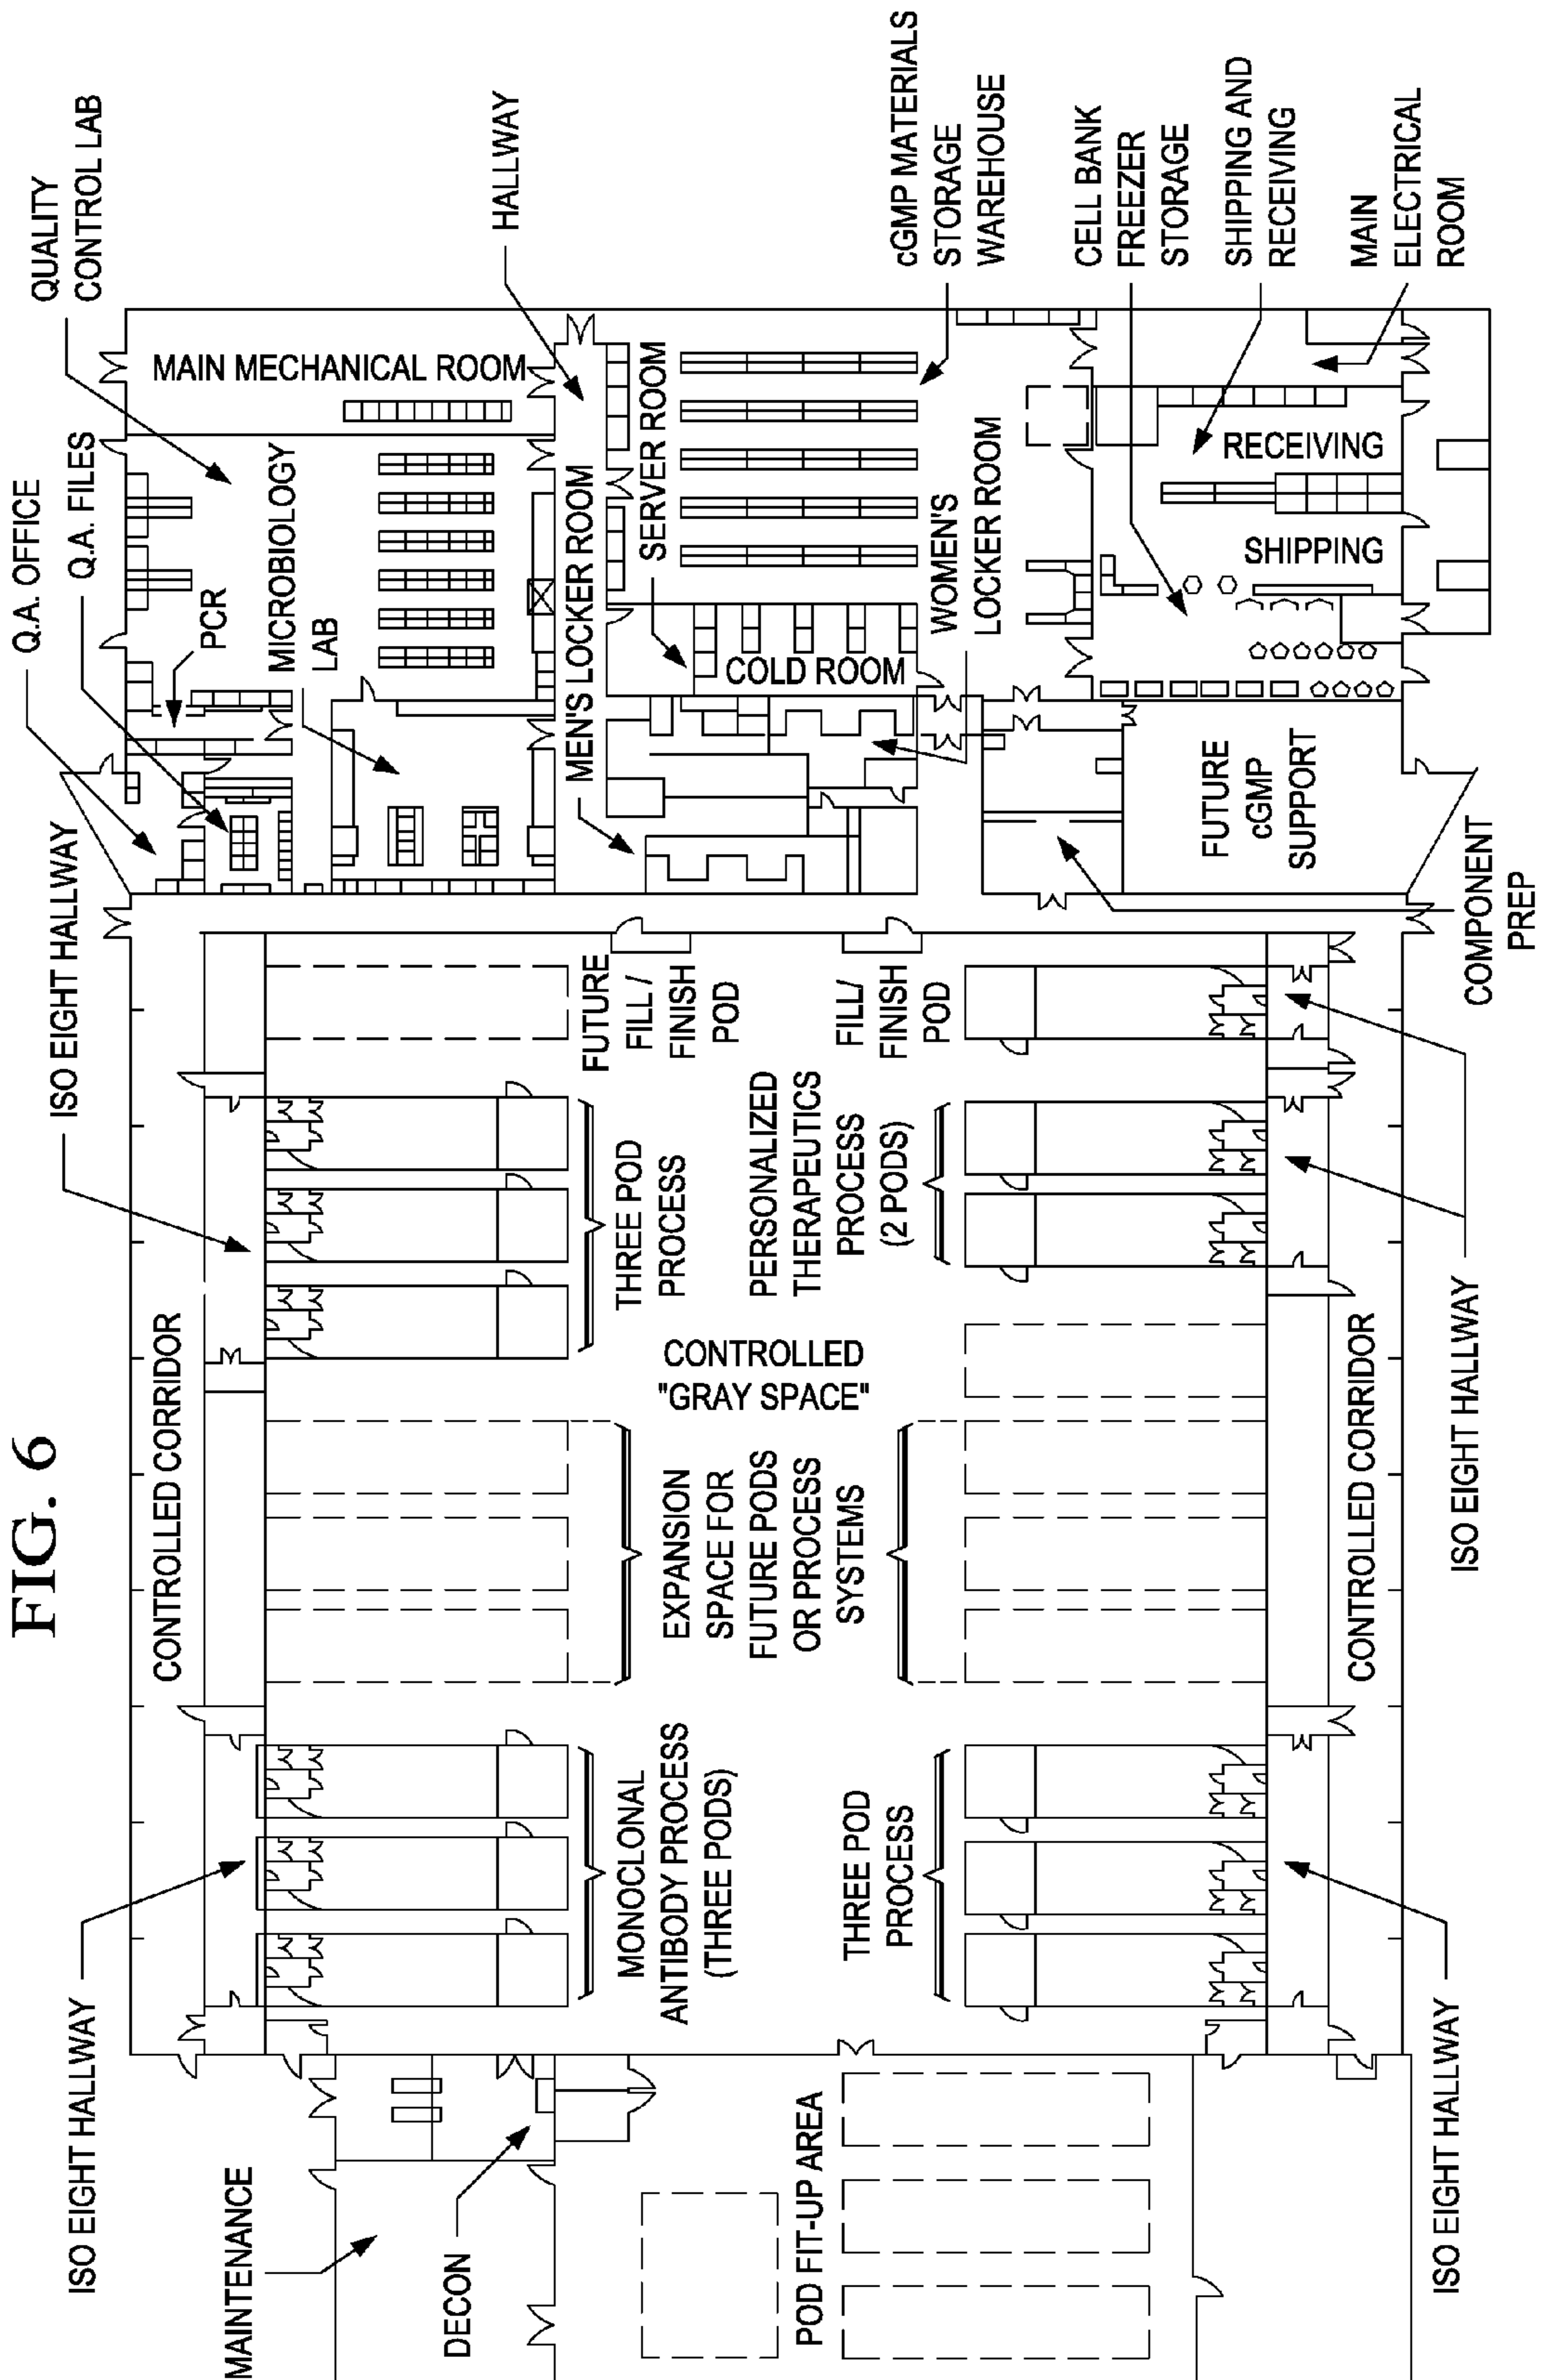 FIG. 6
ISO EIGHT HALLWAY
ISO EIGHT HALLWAY
Q.A. OFFICE
Q.A. FILES
QUALITY
CONTROL LAB
MAINTENANCE
CONTROLLED CORRIDOR
PCR
MAIN MECHANICAL ROOM
MICROBIOLOGY
LAB
DECON
HALLWAY
MONOCLONAL
ANTIBODY PROCESS
(THREE PODS)
EXPANSION
SPACE FOR
FUTURE PODS
OR PROCESS
SYSTEMS
CONTROLLED
"GRAY SPACE"
THREE POD
PROCESS
FUTURE
FILL /
FINISH
POD
MEN'S LOCKER ROOM
SERVER ROOM
COLD ROOM
cGMP MATERIALS
STORAGE
WAREHOUSE
POD FIT-UP AREA
THREE POD
PROCESS
PERSONALIZED
THERAPEUTICS
PROCESS
(2 PODS)
FILL/
FINISH
POD
WOMEN'S
LOCKER ROOM
CELL BANK
FREEZER
STORAGE
FUTURE
cGMP
SUPPORT
SHIPPING
RECEIVING
SHIPPING AND
RECEIVING
CONTROLLED CORRIDOR
MAIN
ELECTRICAL
ROOM
ISO EIGHT HALLWAY
ISO EIGHT HALLWAY
COMPONENT
PREP